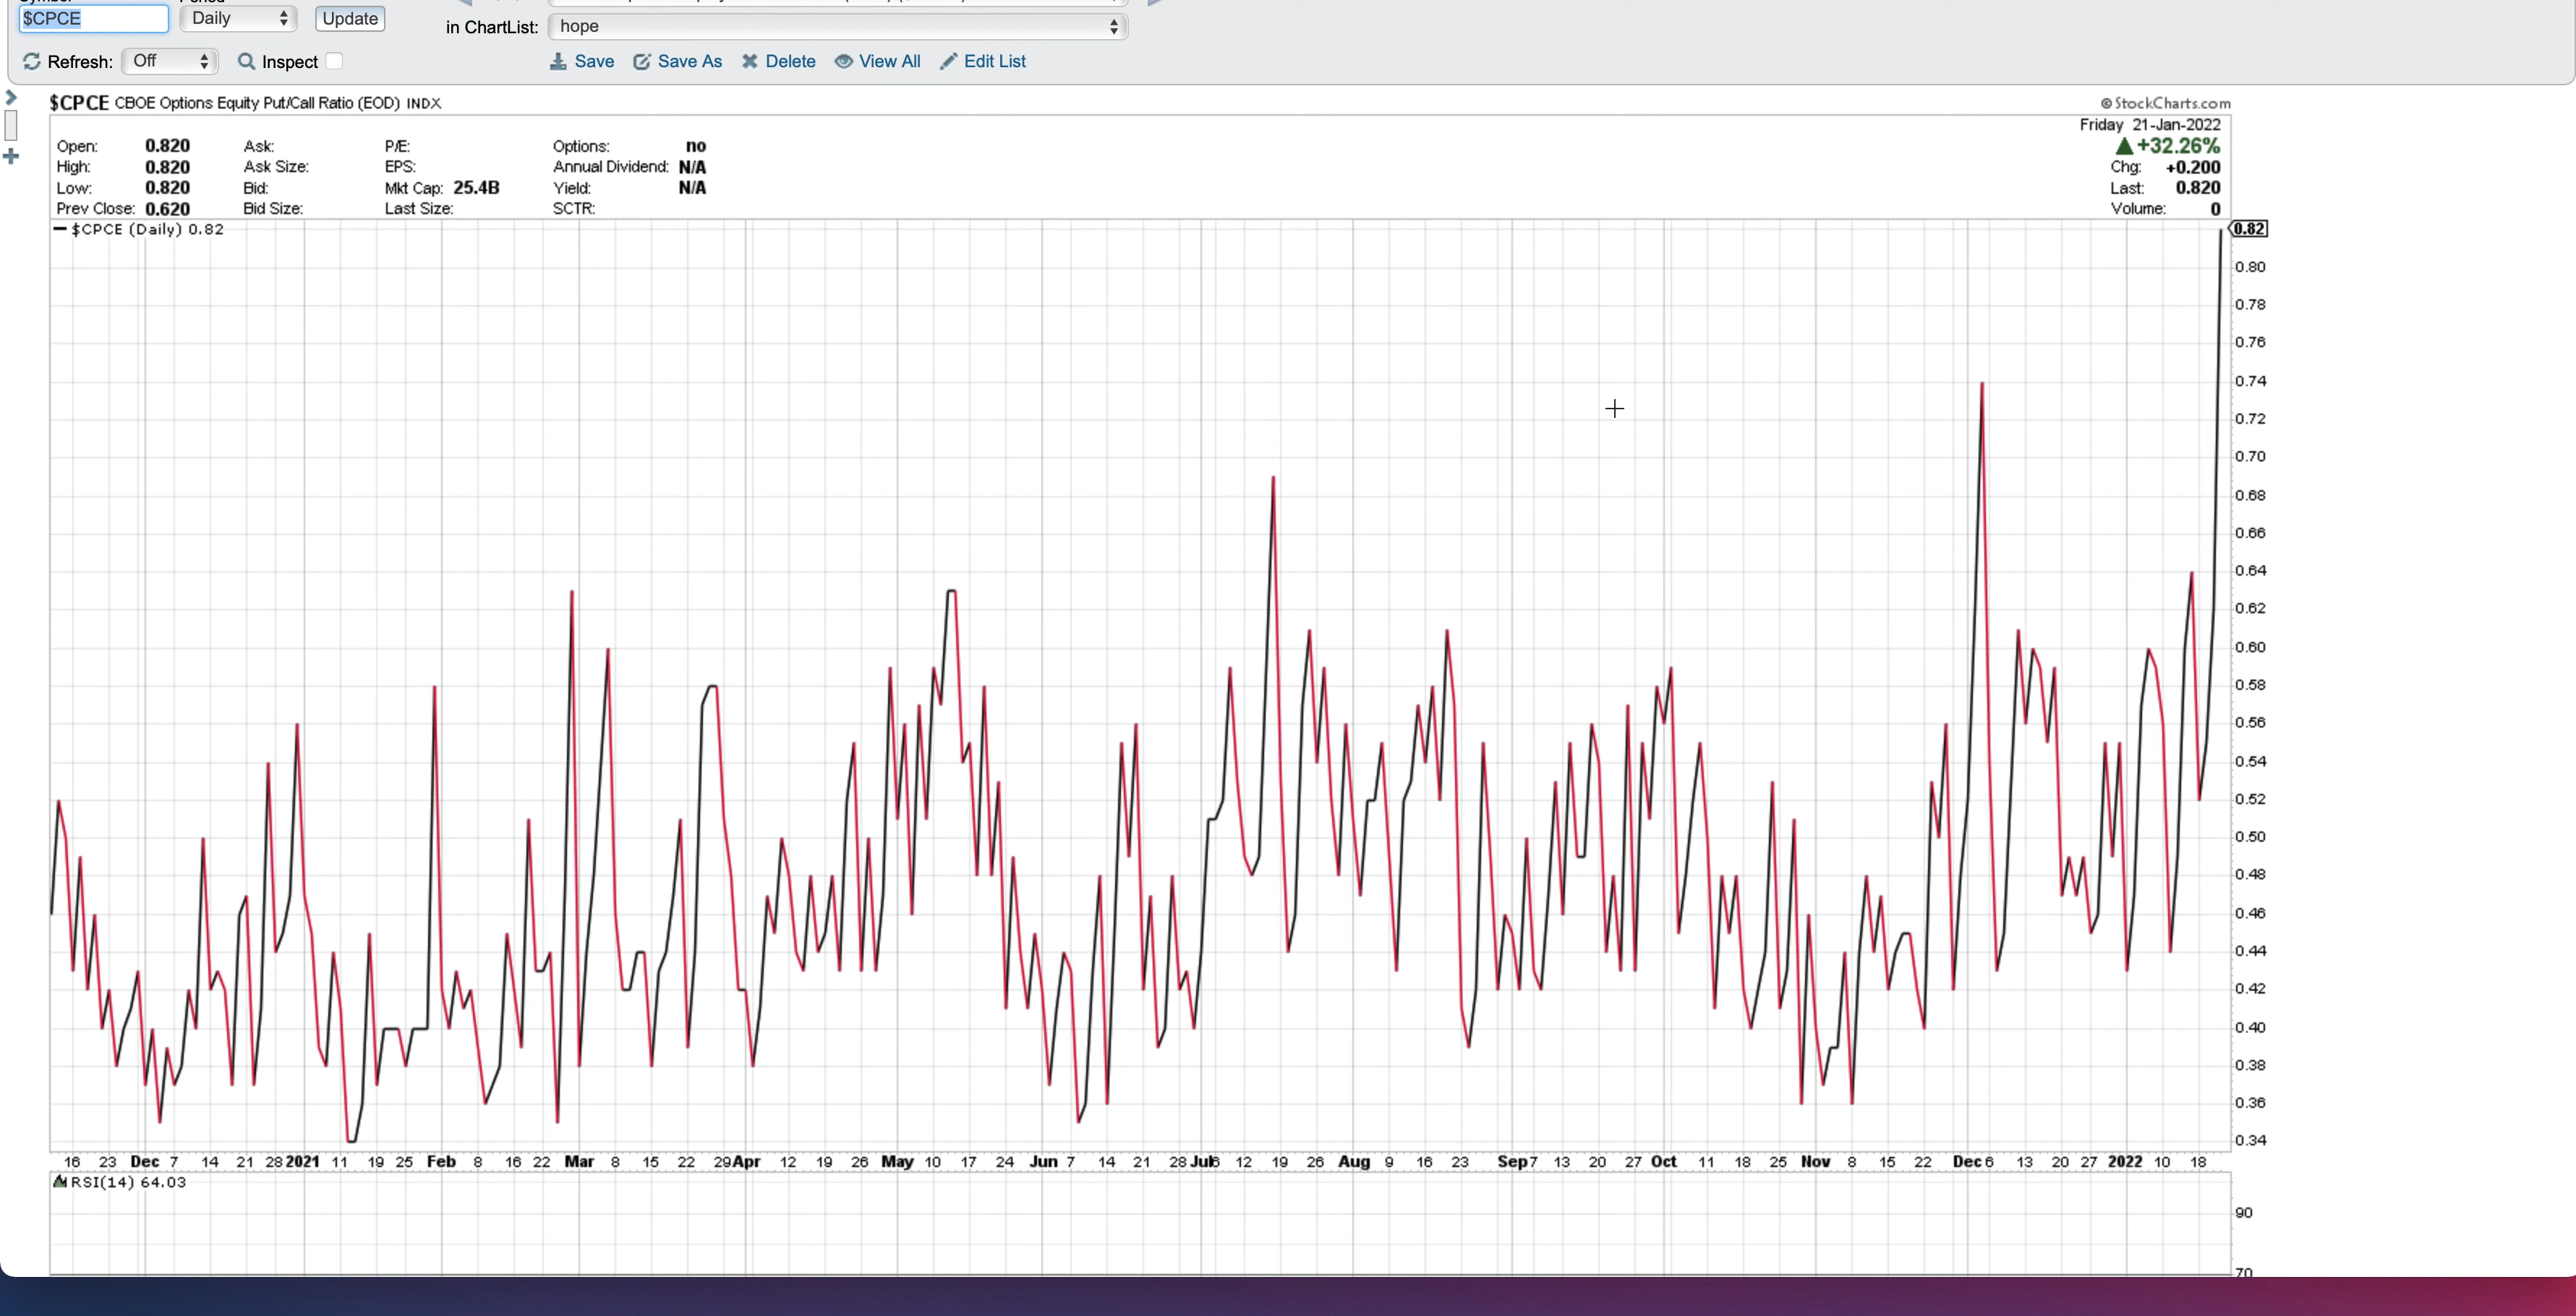 $CPCE Daily Update
in ChartList: hope
Refresh: Off Inspect Save Save As Delete View All Edit List
$CPCE CBOE Options Equity Put/Call Ratio (EOD) INDX © StockCharts.com
Friday 21-Jan-2022
Open: 0.820 Ask: P/E: Options: no +32.26%
High: 0.820 Ask Size: EPS: Annual Dividend: N/A Chg: +0.200
Low: 0.820 Bid: Mkt Cap: 25.4B Yield: N/A Last: 0.820
Prev Close: 0.620 Bid Size: Last Size: SCTR: Volume: 0
$CPCE (Daily) 0.82 0.82
0.80
0.78
0.76
0.74
0.72
0.70
0.68
0.66
0.64
0.62
0.60
0.58
0.56
0.54
0.52
0.50
0.48
0.46
0.44
0.42
0.40
0.38
0.36
0.34
16 23 Dec 7 14 21 28 2021 11 19 25 Feb 8 16 22 Mar 8 15 22 29 Apr 12 19 26 May 10 17 24 Jun 7 14 21 28 Jul 6 12 19 26 Aug 9 16 23 Sep 7 13 20 27 Oct 11 18 25 Nov 8 15 22 Dec 6 13 20 27 2022 10 18
RSI(14) 64.03
90
70